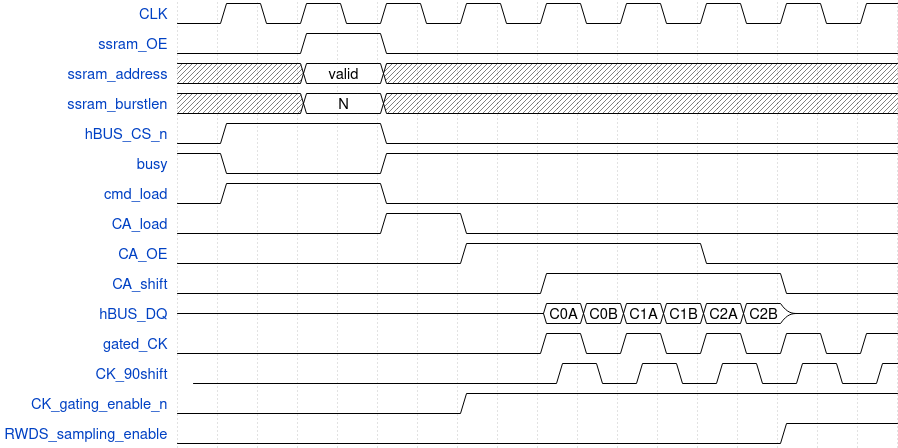 CLK
ssram_OE
ssram_address valid
ssram_burstlen N
hBUS_CS_n
busy
cmd_load
CA_load
CA_OE
CA_shift
hBUS_DQ C0A C0B C1A C1B C2A C2B
gated_CK
CK_90shift
CK_gating_enable_n
RWDS_sampling_enable